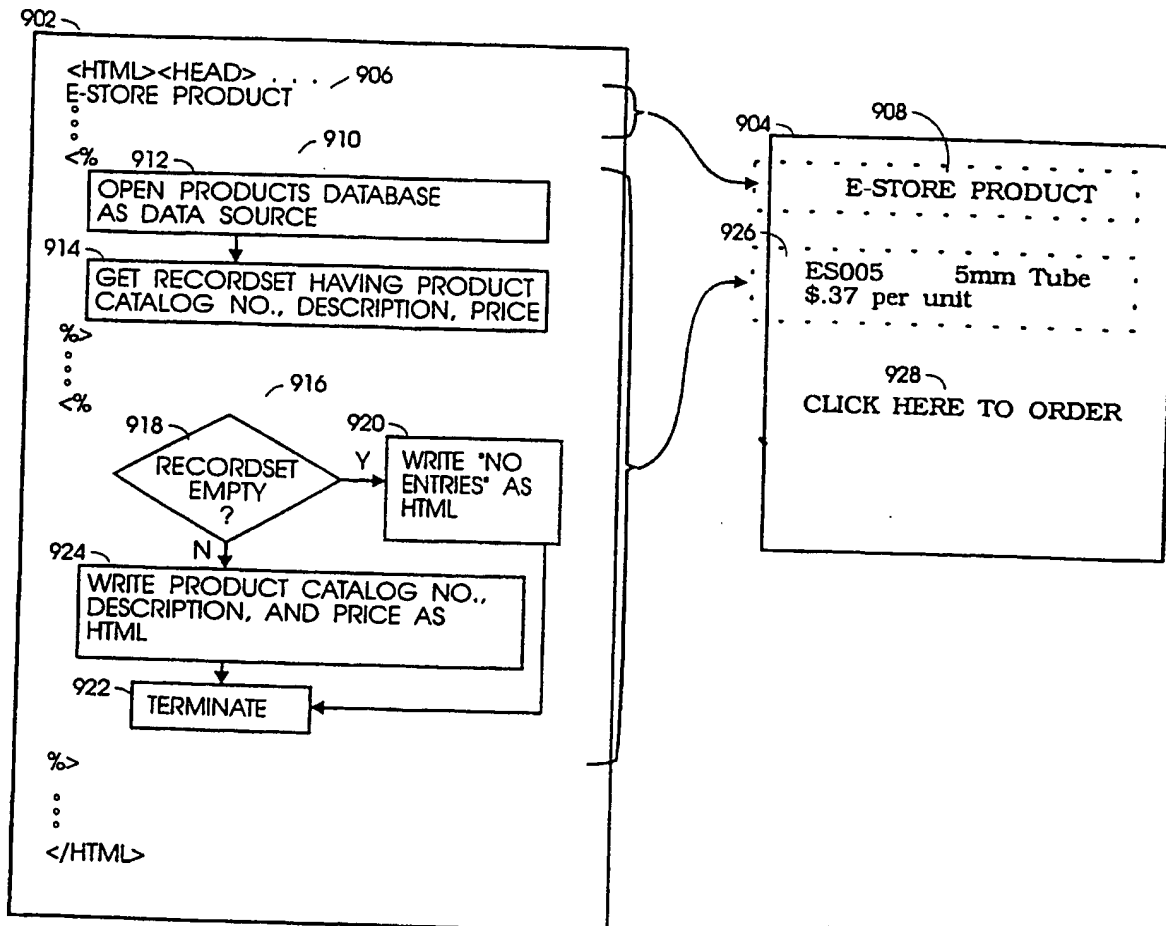 902
<HTML><HEAD> . . . 906
E-STORE PRODUCT
<% 910
912
OPEN PRODUCTS DATABASE
AS DATA SOURCE
914
GET RECORDSET HAVING PRODUCT
CATALOG NO., DESCRIPTION, PRICE
%>
<% 916
918
RECORDSET
EMPTY
?
Y
N
920
WRITE "NO
ENTRIES" AS
HTML
924
WRITE PRODUCT CATALOG NO.,
DESCRIPTION, AND PRICE AS
HTML
922
TERMINATE
%>
</HTML>
904
908
E-STORE PRODUCT
926
ES005 5mm Tube
$.37 per unit
928
CLICK HERE TO ORDER